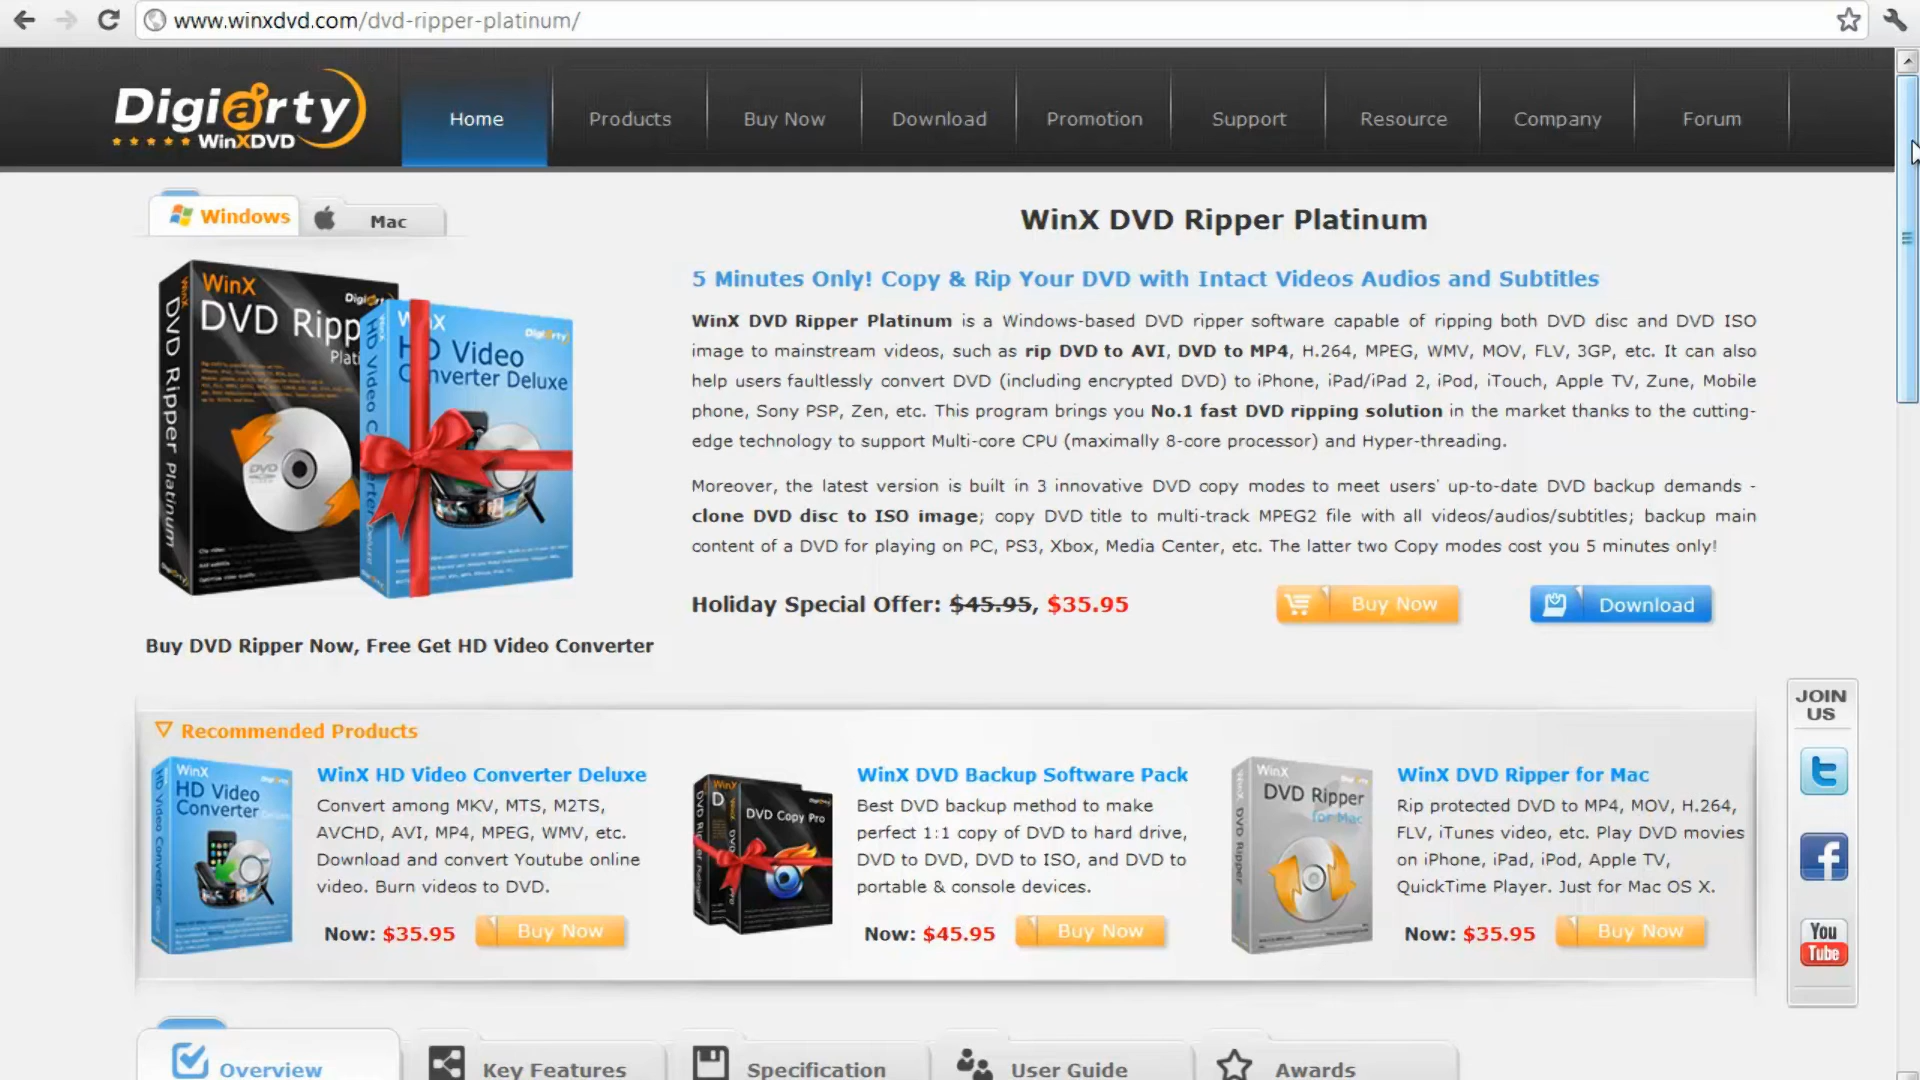 www.winxdvd.com/dvd-ripper-platinum/
Digiarty
WinXDVD
Home
Products
Buy Now
Download
Promotion
Support
Resource
Company
Forum
Windows
Mac
WinX DVD Ripper Platinum
5 Minutes Only! Copy & Rip Your DVD with Intact Videos Audios and Subtitles
WinX DVD Ripper Platinum is a Windows-based DVD ripper software capable of ripping both DVD disc and DVD ISO
image to mainstream videos, such as rip DVD to AVI, DVD to MP4, H.264, MPEG, WMV, MOV, FLV, 3GP, etc. It can also
help users faultlessly convert DVD (including encrypted DVD) to iPhone, iPad/iPad 2, iPod, iTouch, Apple TV, Zune, Mobile
phone, Sony PSP, Zen, etc. This program brings you No.1 fast DVD ripping solution in the market thanks to the cutting-
edge technology to support Multi-core CPU (maximally 8-core processor) and Hyper-threading.
Moreover, the latest version is built in 3 innovative DVD copy modes to meet users' up-to-date DVD backup demands -
clone DVD disc to ISO image; copy DVD title to multi-track MPEG2 file with all videos/audios/subtitles; backup main
content of a DVD for playing on PC, PS3, Xbox, Media Center, etc. The latter two Copy modes cost you 5 minutes only!
Holiday Special Offer: $45.95, $35.95
Buy Now
Download
WinX
DVD Ripp
Plati
Digiarty
DVD Ripper Platinum
WinX
HD Video
Converter Deluxe
Digiarty
Buy DVD Ripper Now, Free Get HD Video Converter
Recommended Products
WinX
HD Video
Converter
WinX HD Video Converter Deluxe
Convert among MKV, MTS, M2TS,
AVCHD, AVI, MP4, MPEG, WMV, etc.
Download and convert Youtube online
video. Burn videos to DVD.
Now: $35.95
Buy Now
DVD Copy Pro
WinX DVD Backup Software Pack
Best DVD backup method to make
perfect 1:1 copy of DVD to hard drive,
DVD to DVD, DVD to ISO, and DVD to
portable & console devices.
Now: $45.95
Buy Now
WinX
DVD Ripper
for Mac
WinX DVD Ripper for Mac
Rip protected DVD to MP4, MOV, H.264,
FLV, iTunes video, etc. Play DVD movies
on iPhone, iPad, iPod, Apple TV,
QuickTime Player. Just for Mac OS X.
Now: $35.95
Buy Now
JOIN
US
You
Tube
Overview
Key Features
Specification
User Guide
Awards